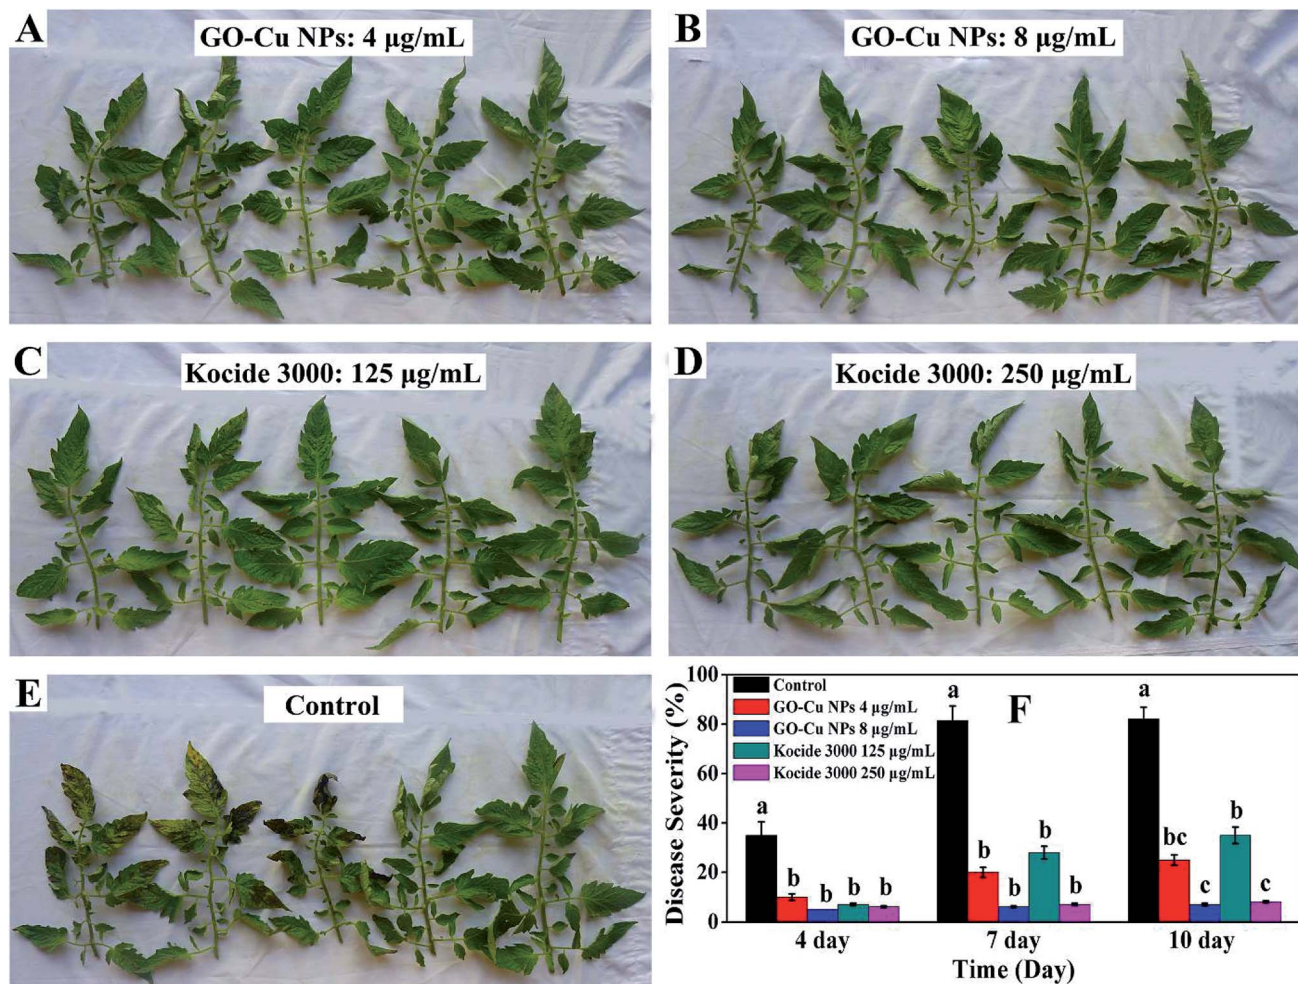 A
GO-Cu NPs: 4 µg/mL
B
GO-Cu NPs: 8 µg/mL
C
Kocide 3000: 125 µg/mL
D
Kocide 3000: 250 µg/mL
E
Control
F
Disease Severity (%)
100
80
60
40
20
0
Control
GO-Cu NPs 4 µg/mL
GO-Cu NPs 8 µg/mL
Kocide 3000 125 µg/mL
Kocide 3000 250 µg/mL
a
b
b
b
b
a
b
b
b
b
a
bc
c
b
c
4 day
7 day
10 day
Time (Day)